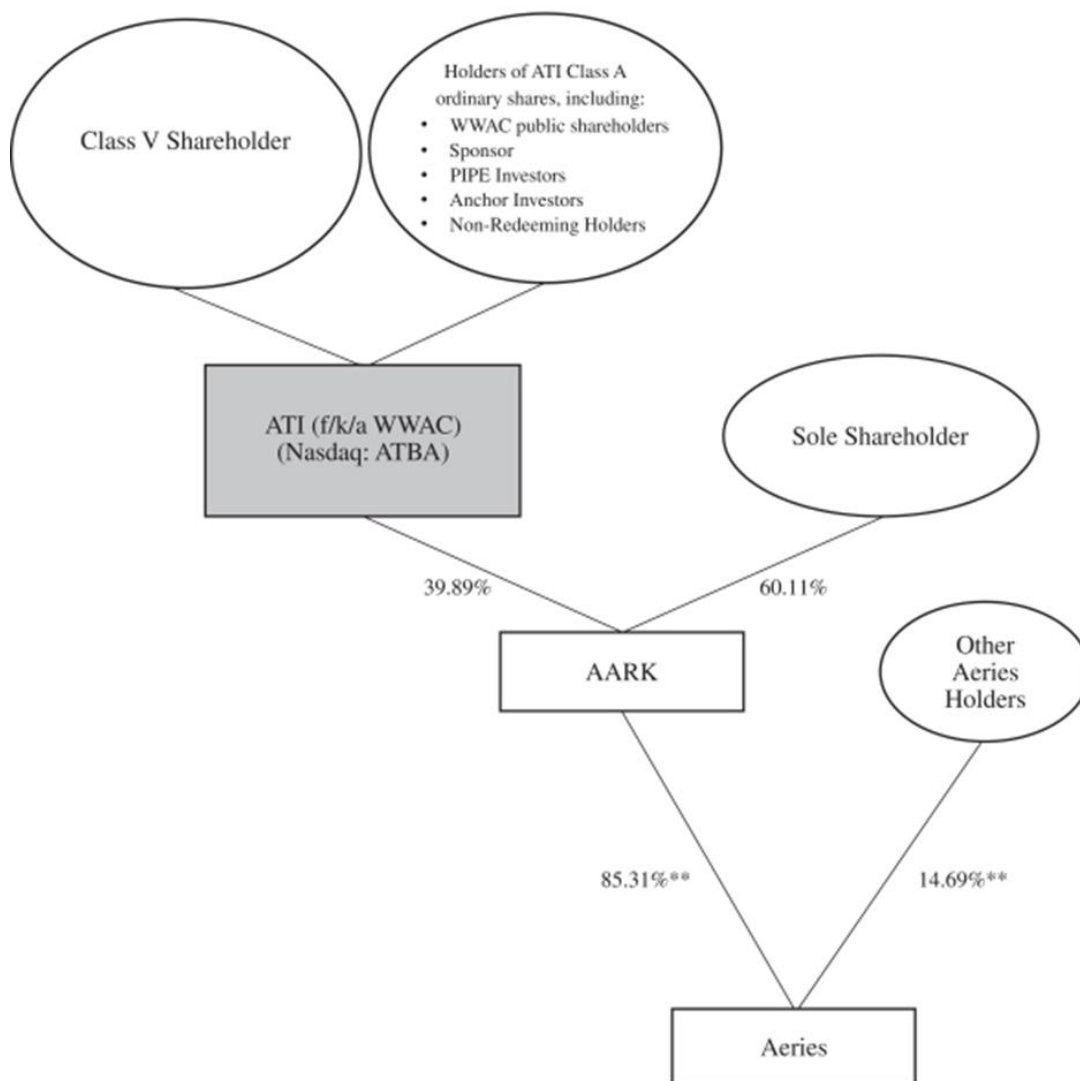 Class V Shareholder
Holders of ATI Class A
ordinary shares, including:
• WWAC public shareholders
• Sponsor
• PIPE Investors
• Anchor Investors
• Non-Redeeming Holders
ATI (f/k/a WWAC)
(Nasdaq: ATBA)
Sole Shareholder
39.89%
60.11%
AARK
Other
Aeries
Holders
85.31%**
14.69%**
Aeries